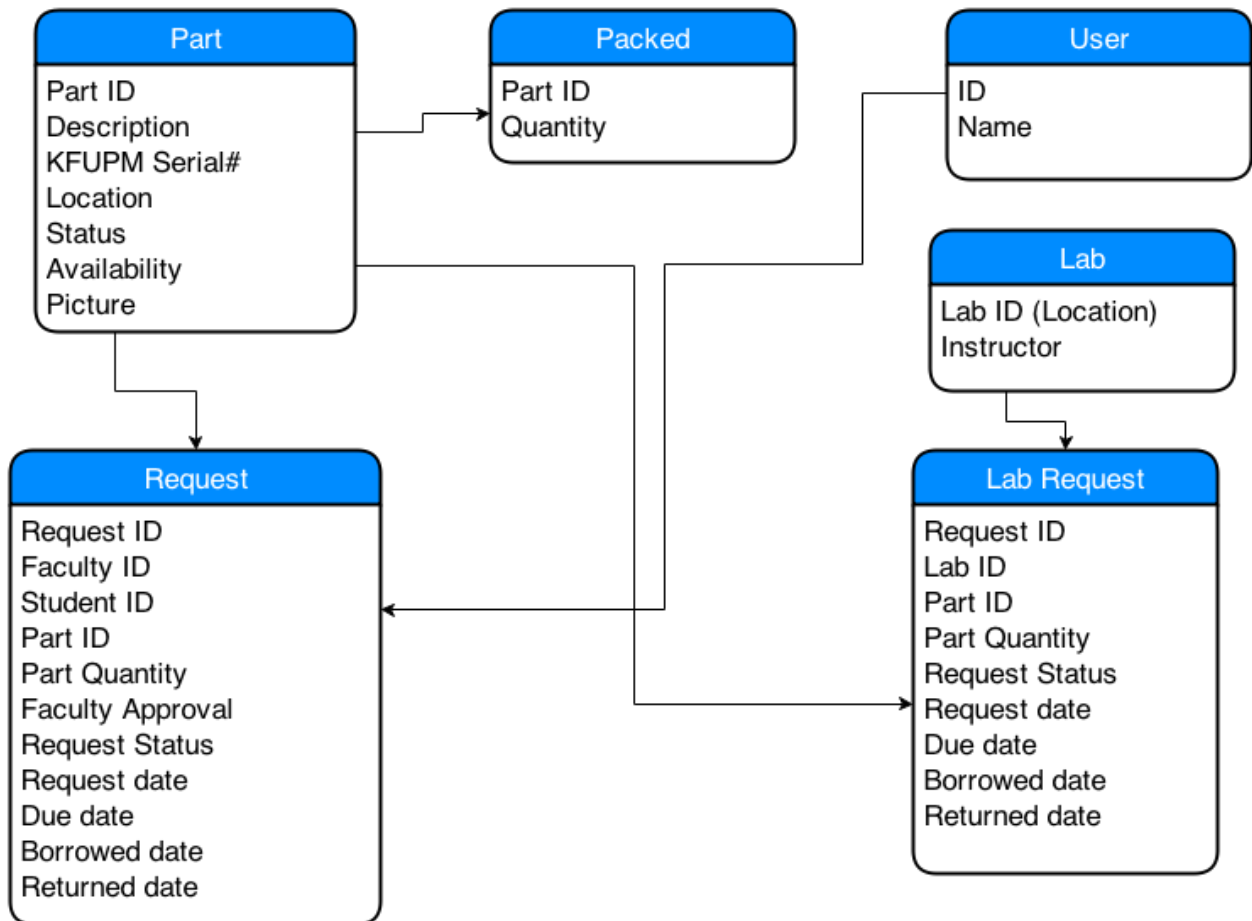 Part
Part ID
Description
KFUPM Serial#
Location
Status
Availability
Picture
Packed
Part ID
Quantity
User
ID
Name
Lab
Lab ID (Location)
Instructor
Request
Request ID
Faculty ID
Student ID
Part ID
Part Quantity
Faculty Approval
Request Status
Request date
Due date
Borrowed date
Returned date
Lab Request
Request ID
Lab ID
Part ID
Part Quantity
Request Status
Request date
Due date
Borrowed date
Returned date